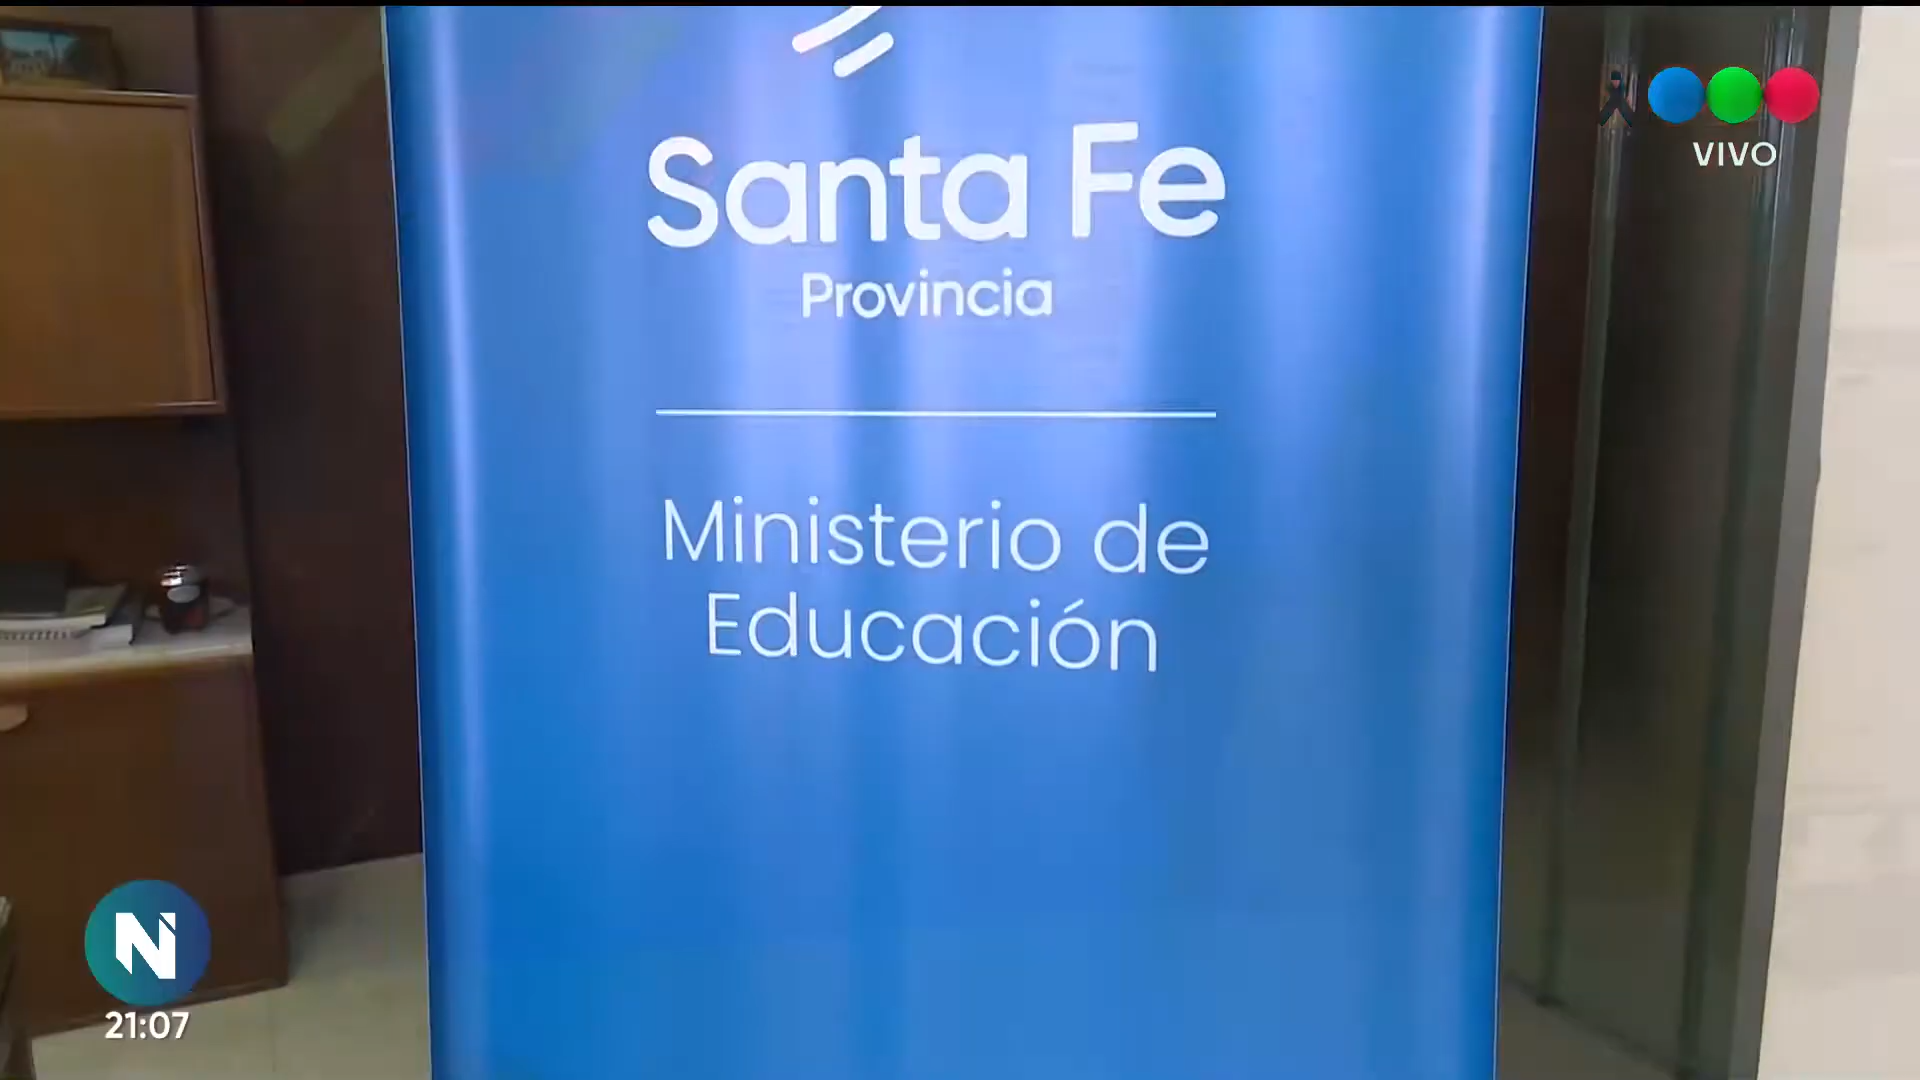 Santa Fe
Provincia
Ministerio de
Educación
VIVO
N
21:07